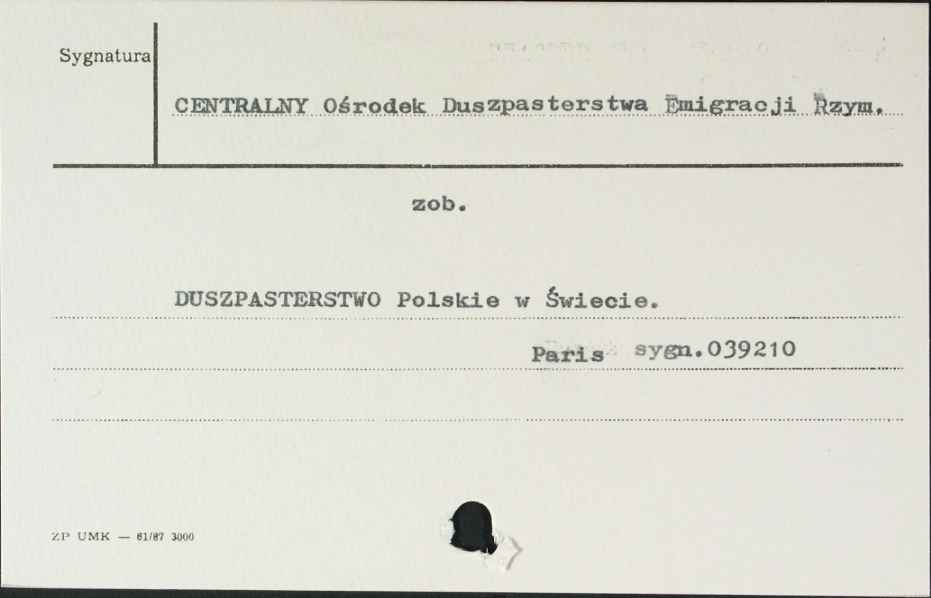 Sygnatura
CENTRALNY Ośrodek Duszpasterstwa Emigracji Rzym.
zob.
DUSZPASTERSTWO Polskie w Świecie.
Paris sygn.039210
ZP UMK — 61/87 3000